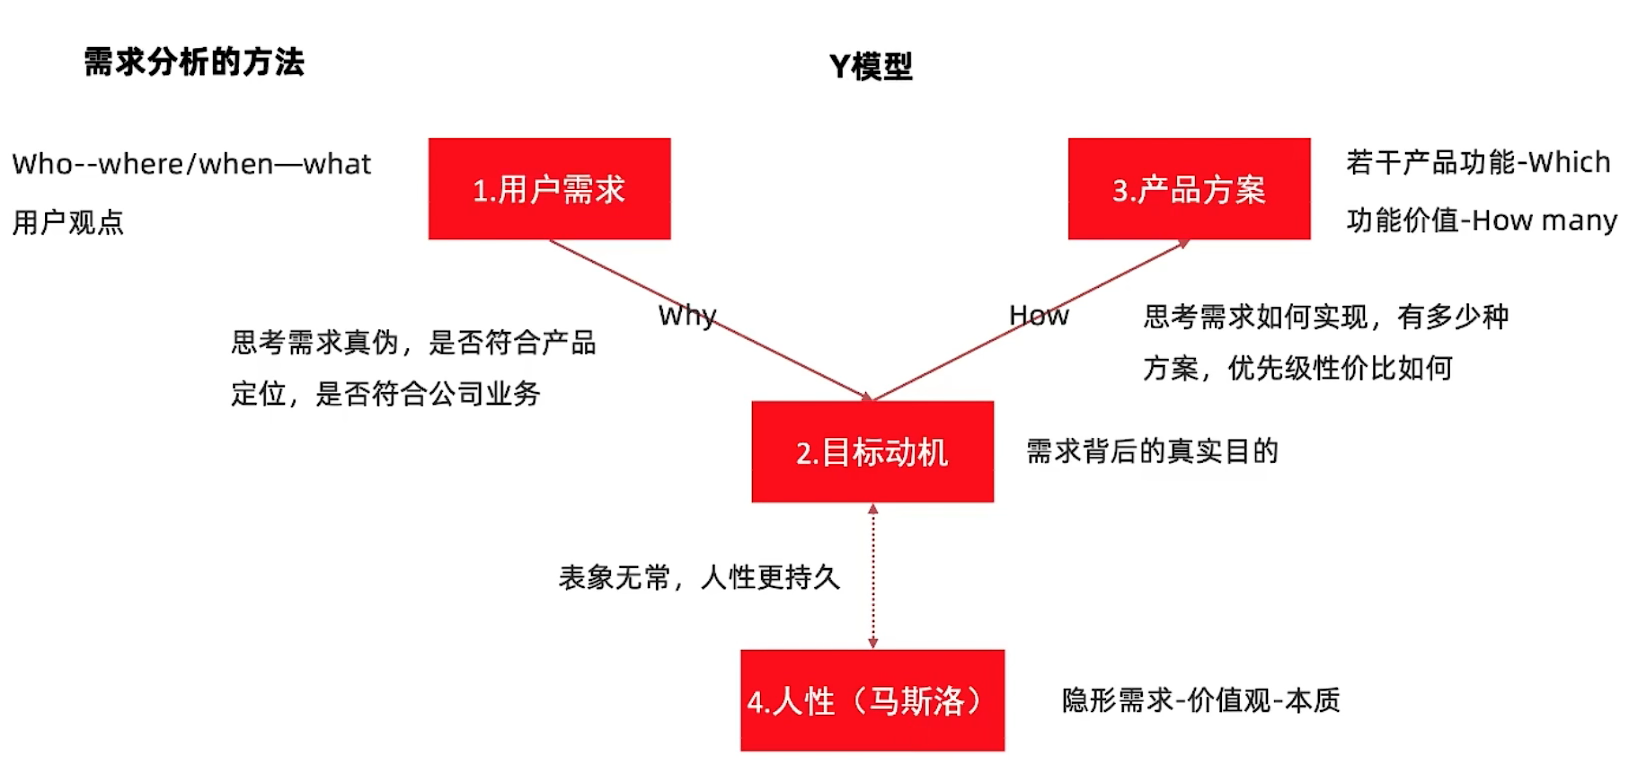 需求分析的方法
Y模型
Who--where/when—what
用户观点
1.用户需求
3.产品方案
若干产品功能-Which
功能价值-How many
Why
How
思考需求真伪，是否符合产品
定位，是否符合公司业务
思考需求如何实现，有多少种
方案，优先级性价比如何
2.目标动机
需求背后的真实目的
表象无常，人性更持久
4.人性（马斯洛）
隐形需求-价值观-本质